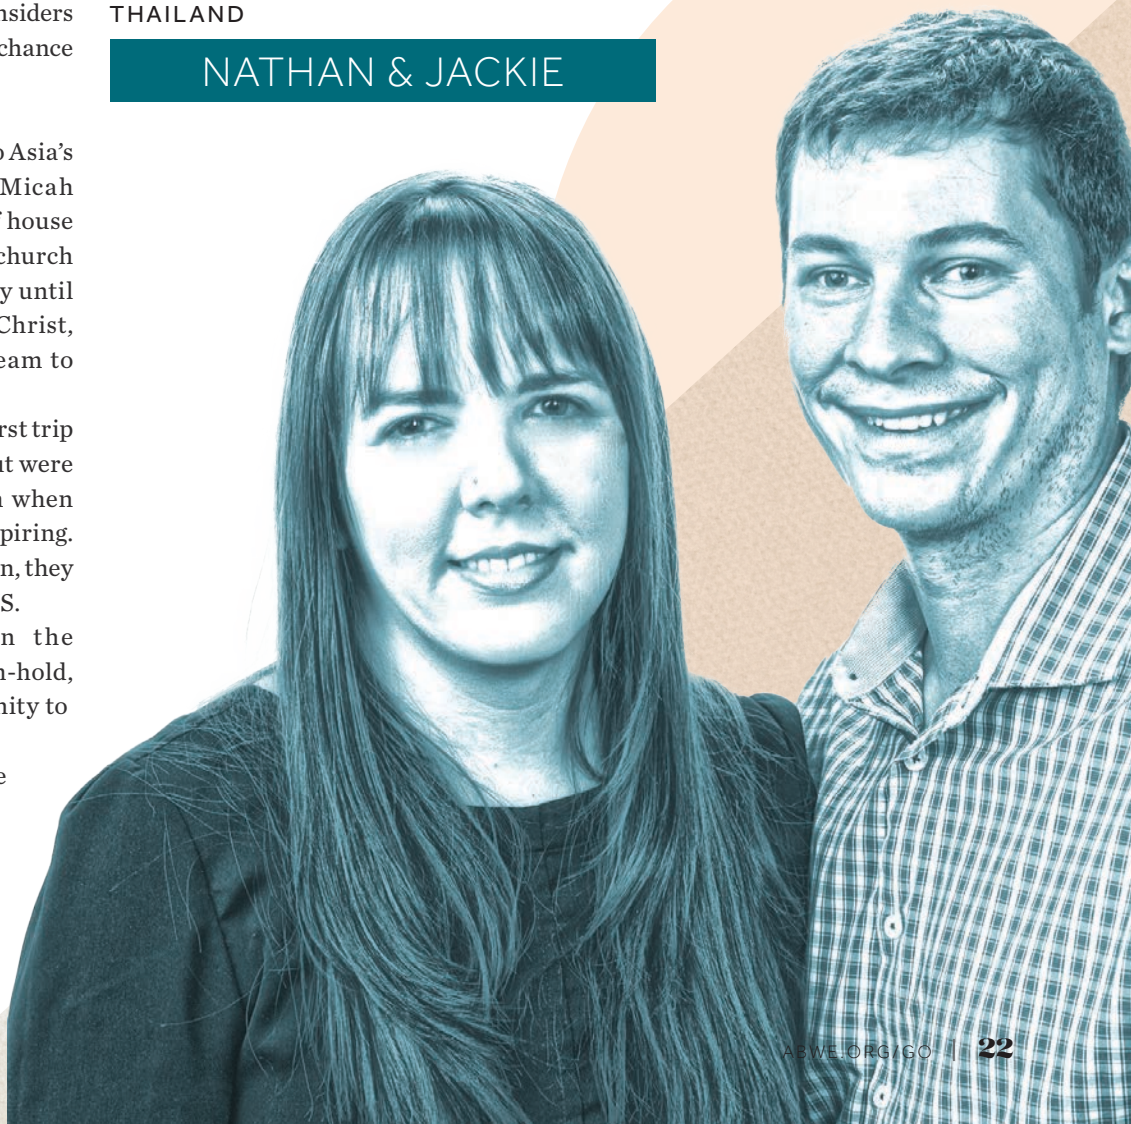 nsiders
chance
Asia’s
Micah
house
church
y until
Christ,
eam to
rst trip
ut were
when
piring.
n, they
S.
n the
n-hold,
nity to
e
THAILAND
NATHAN & JACKIE
ABWE.ORG/GO | 22